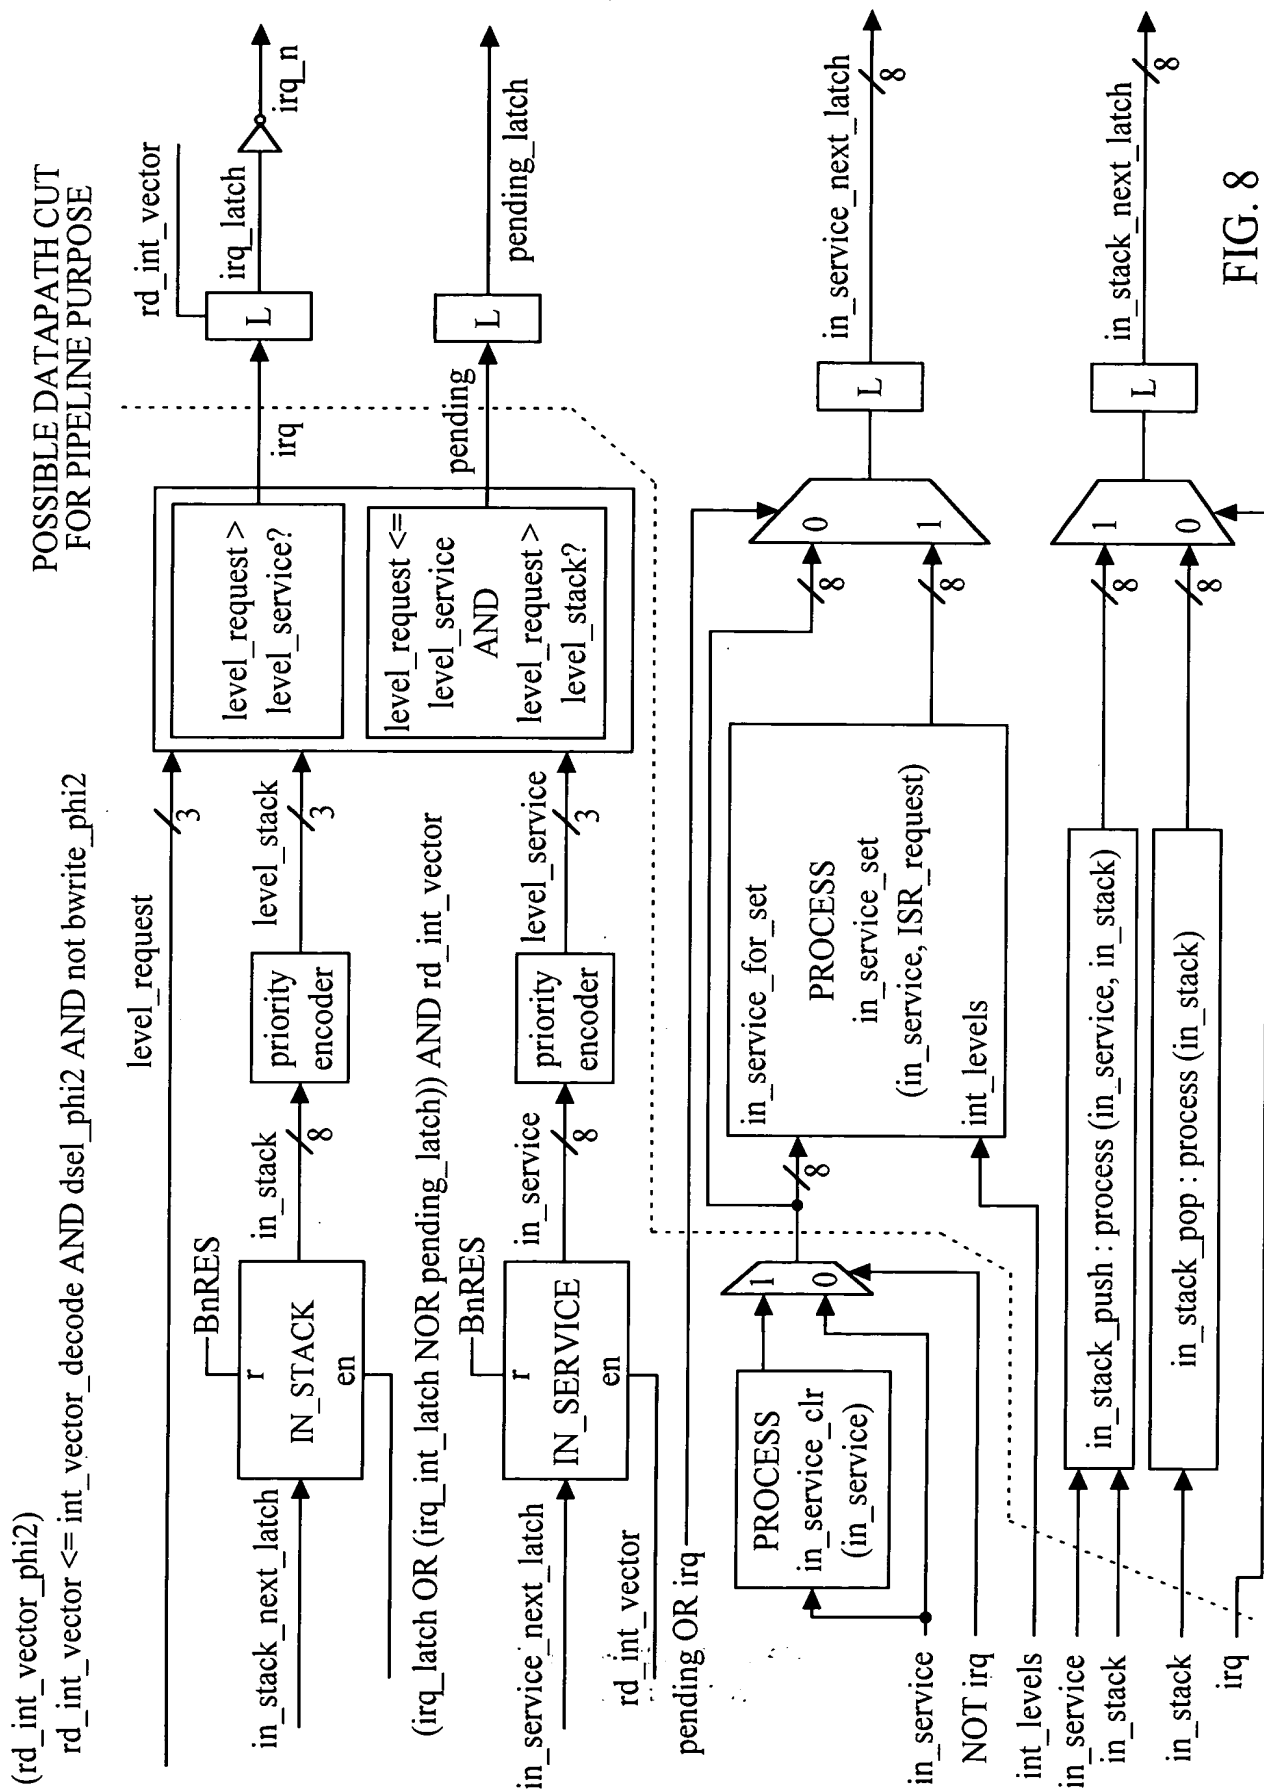 (rd_int_vector_phi2)
rd_int_vector <= int_vector_decode AND dsel_phi2 AND not bwrite_phi2
POSSIBLE DATAPATH CUT
FOR PIPELINE PURPOSE
level_request
3
rd_int_vector
in_stack_next_latch
BnRES
r
IN_STACK
en
in_stack
8
priority
encoder
level_stack
3
level_request >
level_service?
irq
L
irq_latch
irq_n
(irq_latch OR (irq_int_latch NOR pending_latch)) AND rd_int_vector
in_service_next_latch
BnRES
r
IN_SERVICE
en
rd_int_vector
in_service
8
priority
encoder
level_service
3
level_request <=
level_service
AND
level_request >
level_stack?
pending
L
pending_latch
pending OR irq
PROCESS
in_service_clr
(in_service)
1
0
in_service
NOT irq
int_levels
8
in_service_for_set
PROCESS
in_service_set
(in_service, ISR_request)
int_levels
8
8
0
1
L
in_service_next_latch
8
in_service
in_stack
in_stack_push : process (in_service, in_stack)
8
in_stack
in_stack_pop : process (in_stack)
8
irq
1
0
L
in_stack_next_latch
8
FIG. 8